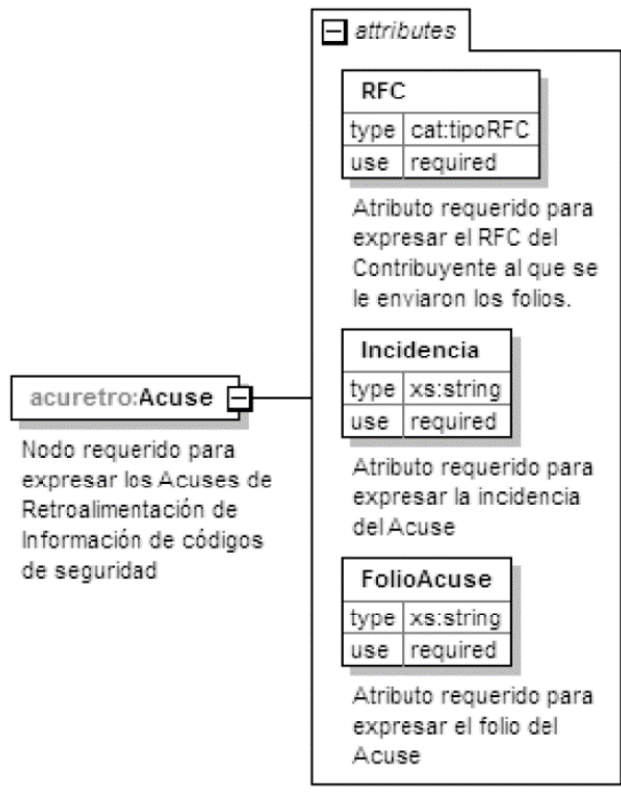 attributes
RFC
type cat:tipoRFC
use required
Atributo requerido para
expresar el RFC del
Contribuyente al que se
le enviaron los folios.
Incidencia
type xs:string
use required
Atributo requerido para
expresar la incidencia
del Acuse
FolioAcuse
type xs:string
use required
Atributo requerido para
expresar el folio del
Acuse
acuretro:Acuse
Nodo requerido para
expresar los Acuses de
Retroalimentación de
Información de códigos
de seguridad